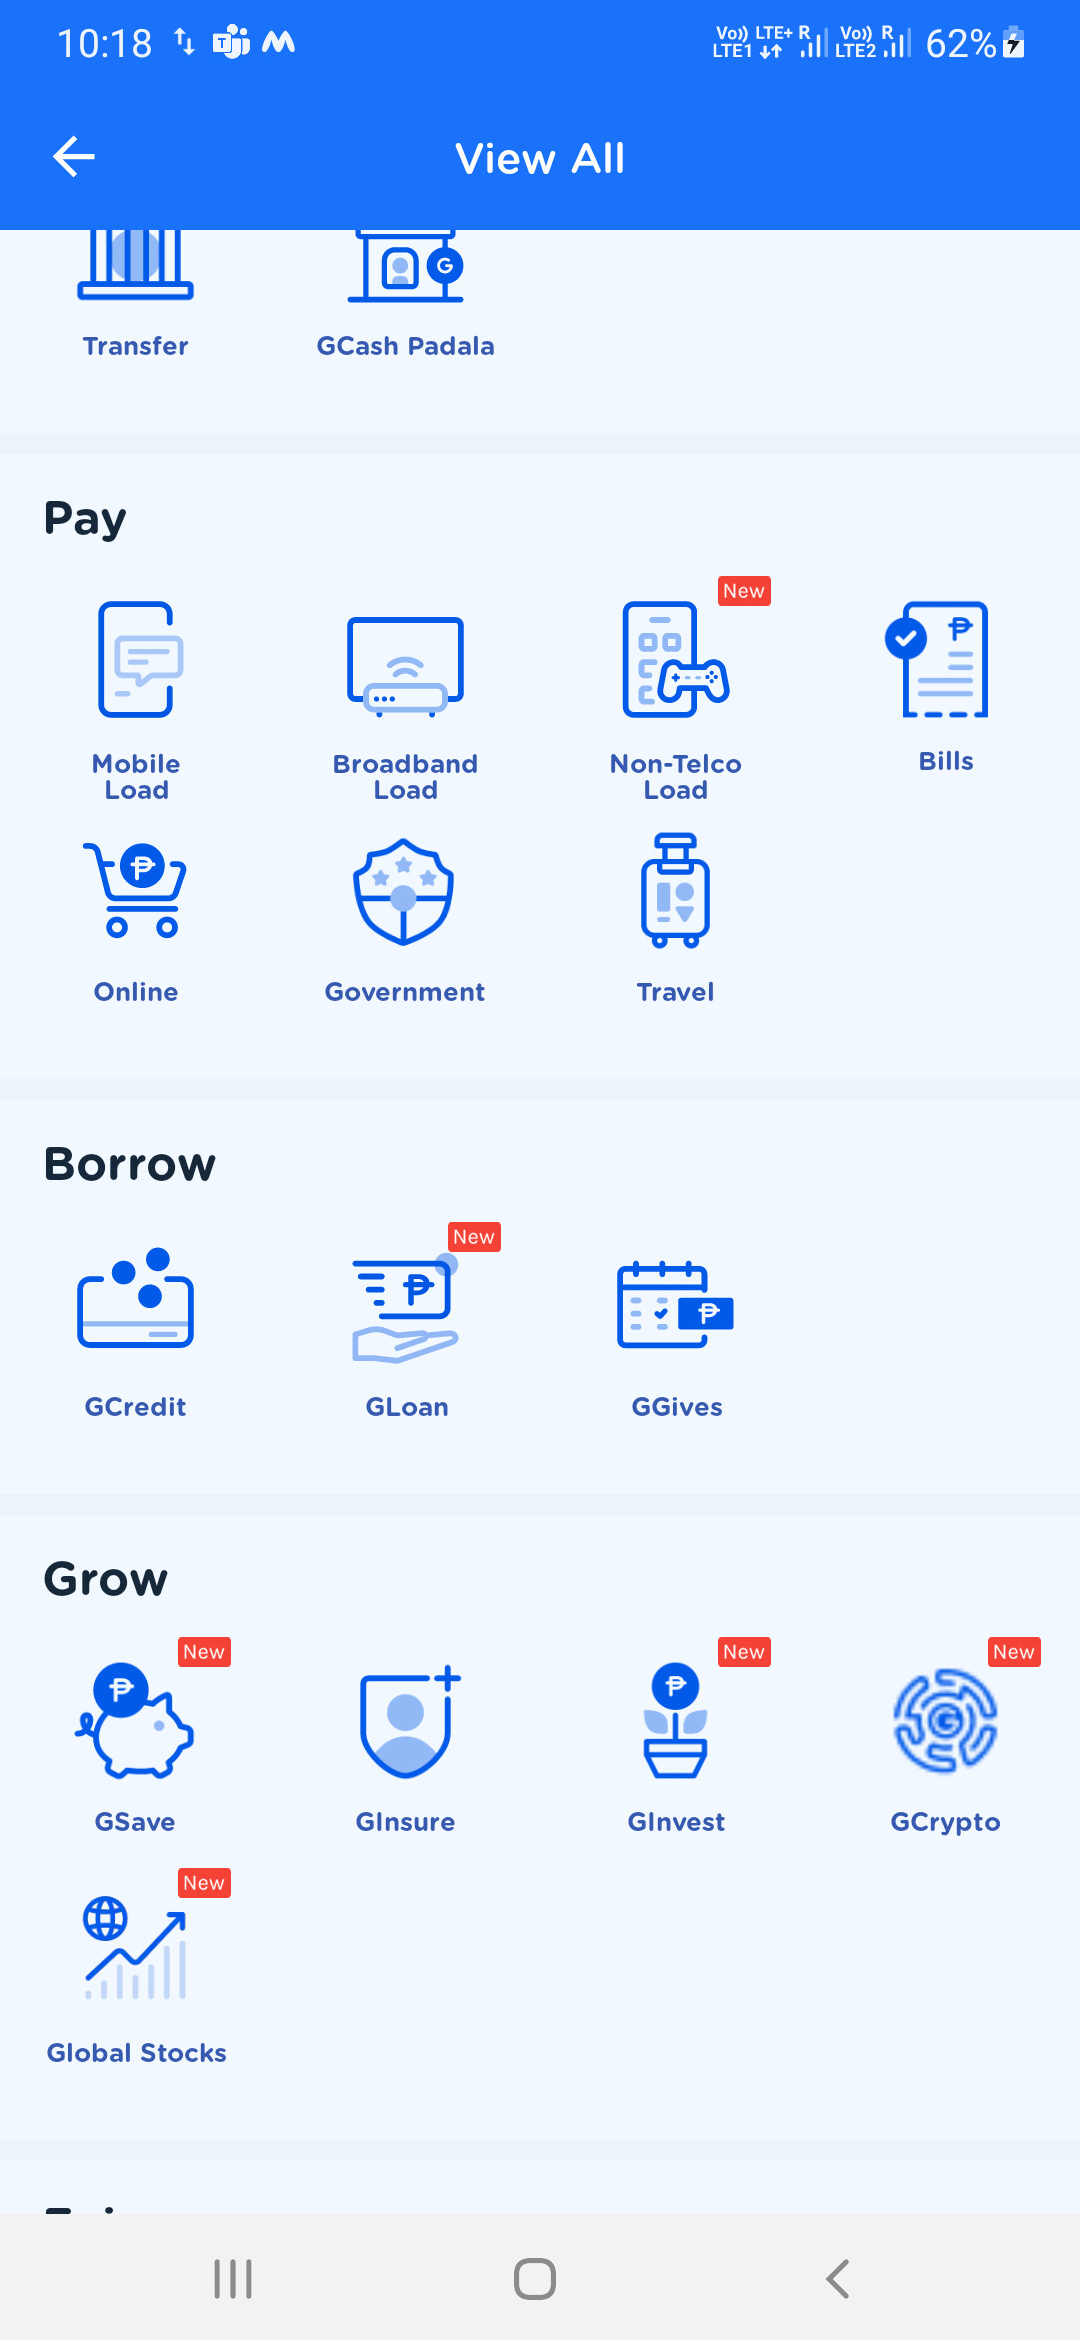 10:18
Vo)) LTE+ R Vo)) R
LTE1 LTE2 62%
View All
Transfer GCash Padala
Pay
New
Mobile Load
Broadband Load
Non-Telco Load
Bills
Online Government Travel
Borrow
New
GCredit GLoan GGives
Grow
New New New
GSave GInsure GInvest GCrypto
New
Global Stocks